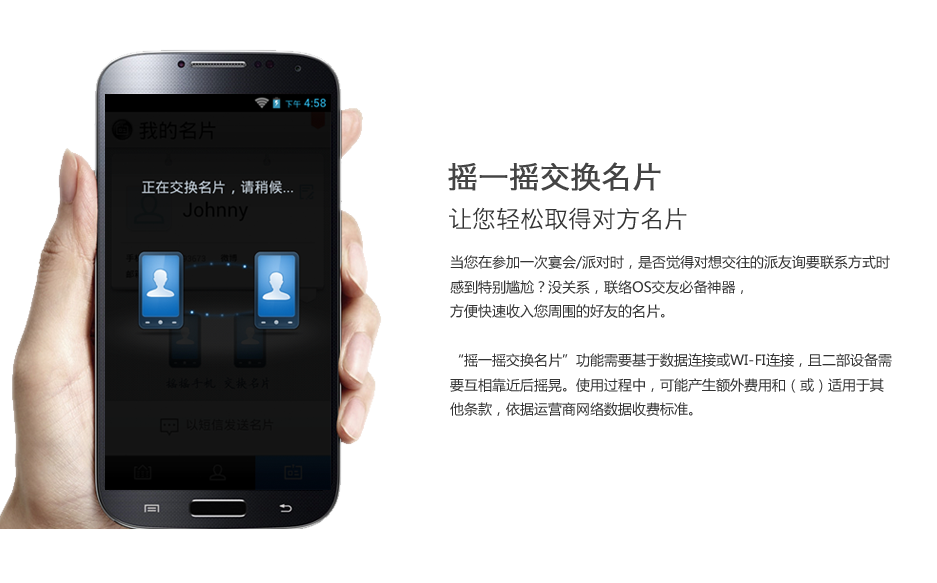 下午 4:58
我的名片
正在交换名片，请稍候...
Johnny
摇摇手机 交换名片
以短信发送名片
摇一摇交换名片
让您轻松取得对方名片
当您在参加一次宴会/派对时，是否觉得对想交往的派友询要联系方式时
感到特别尴尬？没关系，联络OS交友必备神器，
方便快速收入您周围的好友的名片。
“摇一摇交换名片”功能需要基于数据连接或WI-FI连接，且二部设备需
要互相靠近后摇晃。使用过程中，可能产生额外费用和（或）适用于其
他条款，依据运营商网络数据收费标准。